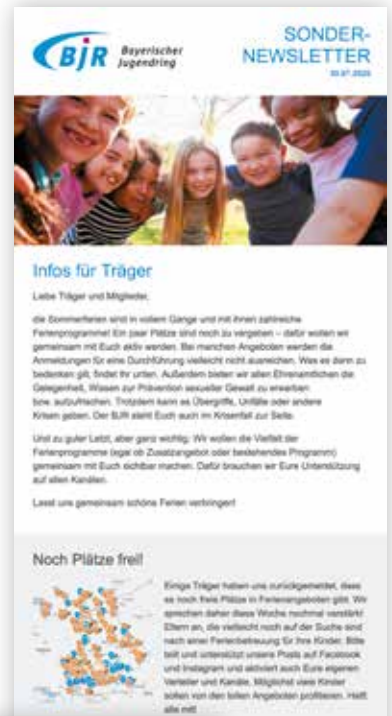 BJR Bayerischer
Jugendring
SONDER-
NEWSLETTER
Infos für Träger
Liebe Träger und Mitglieder,
die Sommerferien sind in vollem Gange und mit ihnen zahlreiche
Ferienprogramme! Ein paar Plätze sind noch zu vergeben – dafür wollen wir
gemeinsam mit Euch aktiv werden. Bei manchen Angeboten werden die
Anmeldungen für eine Durchführung vielleicht nicht ausreichen. Was es dann zu
bedenken gilt, findet Ihr unten. Außerdem bieten wir allen Ehrenamtlichen die
Gelegenheit, Wissen zur Prävention sexueller Gewalt zu erwerben
bzw. aufzufrischen. Trotzdem kann es Übergriffe, Unfälle oder andere
Krisen geben. Der BJR steht Euch auch im Krisenfall zur Seite.
Und zu guter Letzt, aber ganz wichtig: Wir wollen die Vielfalt der
Ferienprogramme (egal ob Zusatzangebot oder bestehendes Programm)
gemeinsam mit Euch sichtbar machen. Dafür brauchen wir Eure Unterstützung
auf allen Kanälen.
Lasst uns gemeinsam schöne Ferien verbringen!
Noch Plätze frei!
Einige Träger haben uns zurückgemeldet, dass
es noch freie Plätze in Ferienangeboten gibt. Wir
sprechen daher diese Woche nochmal verstärkt
Eltern an, die vielleicht noch auf der Suche sind
nach einer Ferienbetreuung für ihre Kinder. Bitte
teilt und unterstützt unsere Posts auf Facebook
und Instagram und aktiviert auch Eure eigenen
Verteiler und Kanäle. Möglichst viele Kinder
sollen von den tollen Angeboten profitieren. Helft
alle mit!